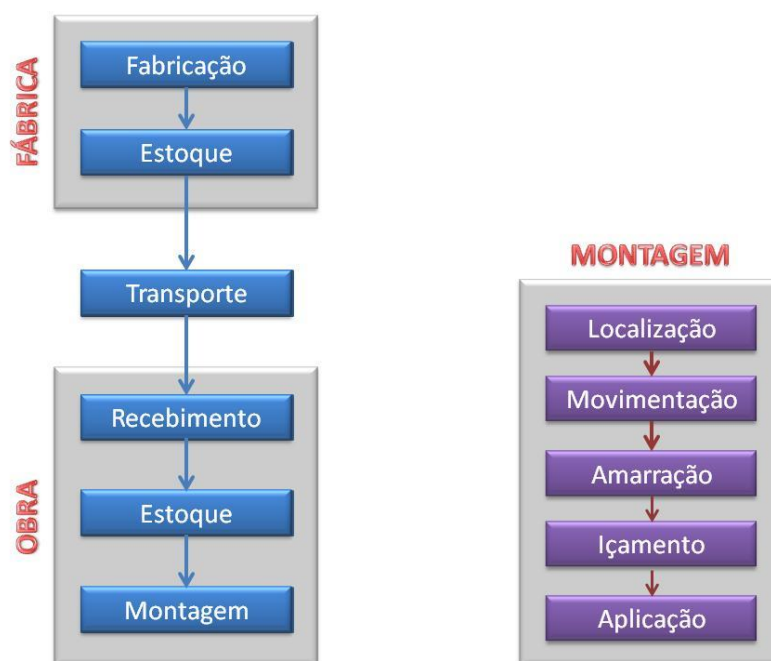 FÁBRICA
Fabricação
Estoque
Transporte
OBRA
Recebimento
Estoque
Montagem
MONTAGEM
Localização
Movimentação
Amarração
Içamento
Aplicação